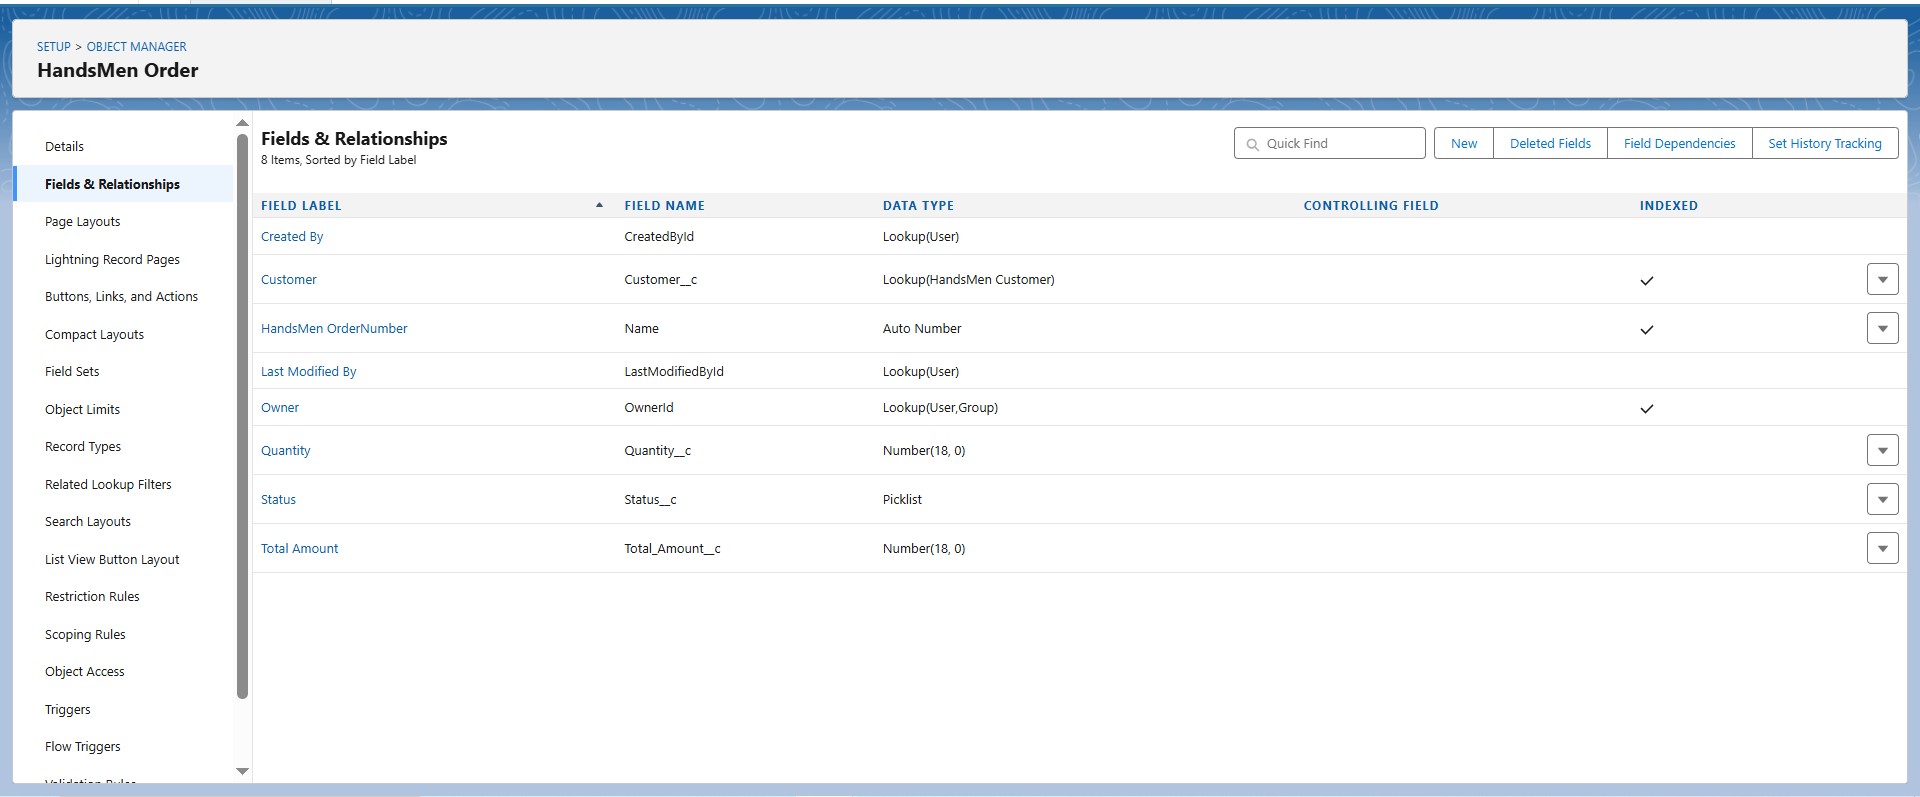 SETUP > OBJECT MANAGER
HandsMen Order
Details
Fields & Relationships
Page Layouts
Lightning Record Pages
Buttons, Links, and Actions
Compact Layouts
Field Sets
Object Limits
Record Types
Related Lookup Filters
Search Layouts
List View Button Layout
Restriction Rules
Scoping Rules
Object Access
Triggers
Flow Triggers
Fields & Relationships
8 Items, Sorted by Field Label
Quick Find
New
Deleted Fields
Field Dependencies
Set History Tracking
FIELD LABEL FIELD NAME DATA TYPE CONTROLLING FIELD INDEXED
Created By CreatedById Lookup(User)
Customer Customer__c Lookup(HandsMen Customer)
HandsMen OrderNumber Name Auto Number
Last Modified By LastModifiedById Lookup(User)
Owner OwnerId Lookup(User,Group)
Quantity Quantity__c Number(18, 0)
Status Status__c Picklist
Total Amount Total_Amount__c Number(18, 0)